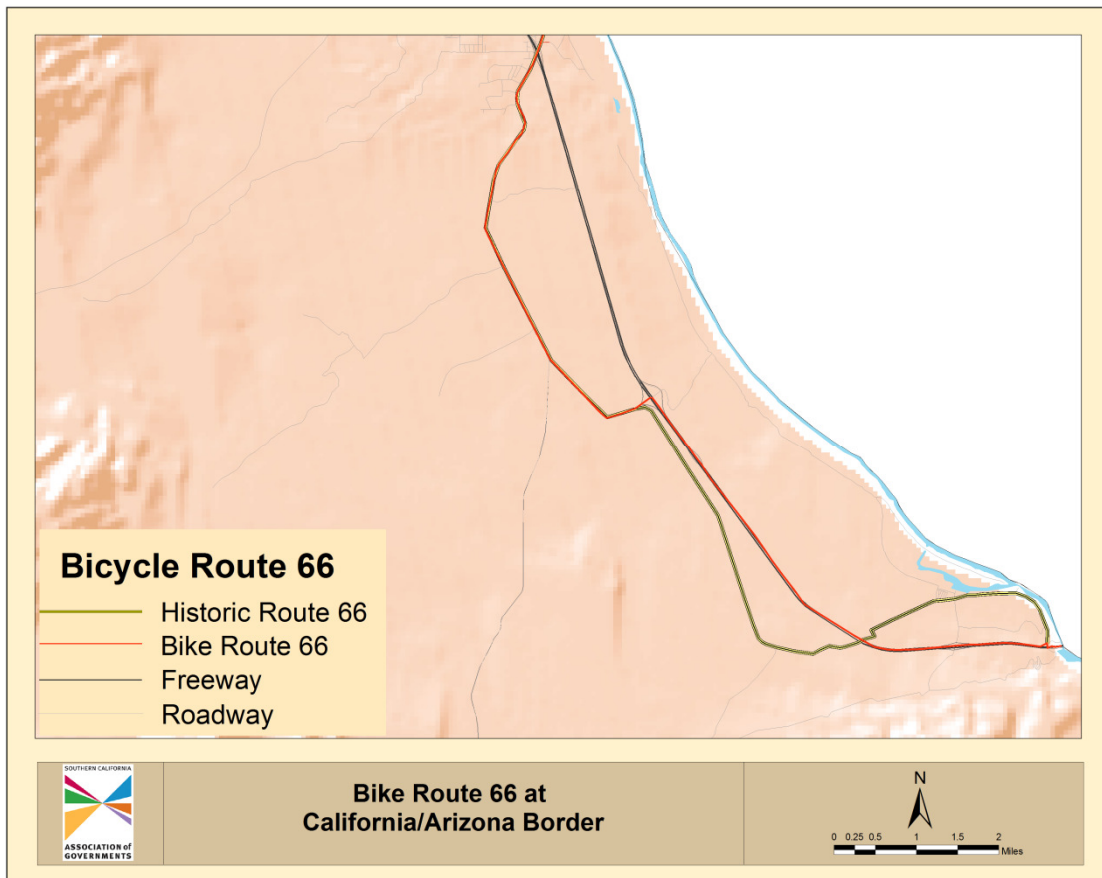 Bicycle Route 66
Historic Route 66
Bike Route 66
Freeway
Roadway
SOUTHERN CALIFORNIA
ASSOCIATION of
GOVERNMENTS
Bike Route 66 at
California/Arizona Border
N
0 0.25 0.5 1 1.5 2
Miles